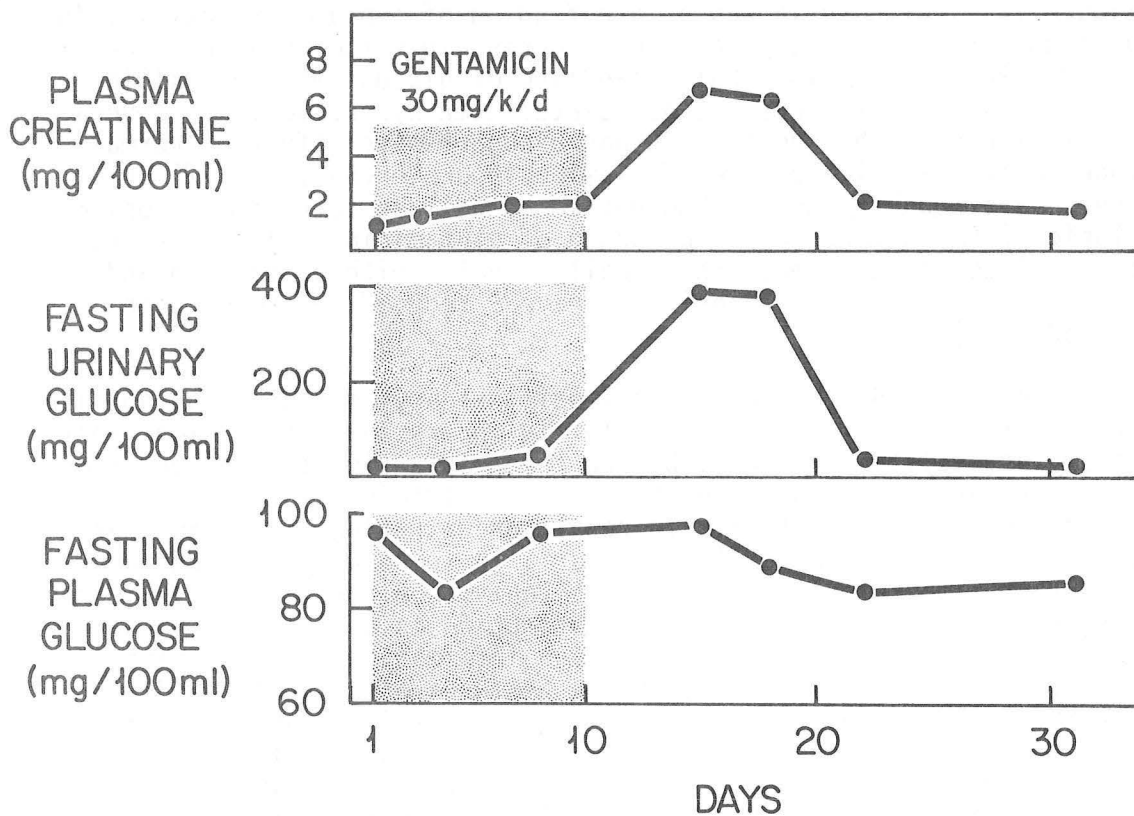 PLASMA
CREATININE
(mg/100ml)
8
6
4
2
GENTAMICIN
30mg/k/d
FASTING
URINARY
GLUCOSE
(mg/100ml)
400
200
FASTING
PLASMA
GLUCOSE
(mg/100ml)
100
80
60
1 10 20 30
DAYS